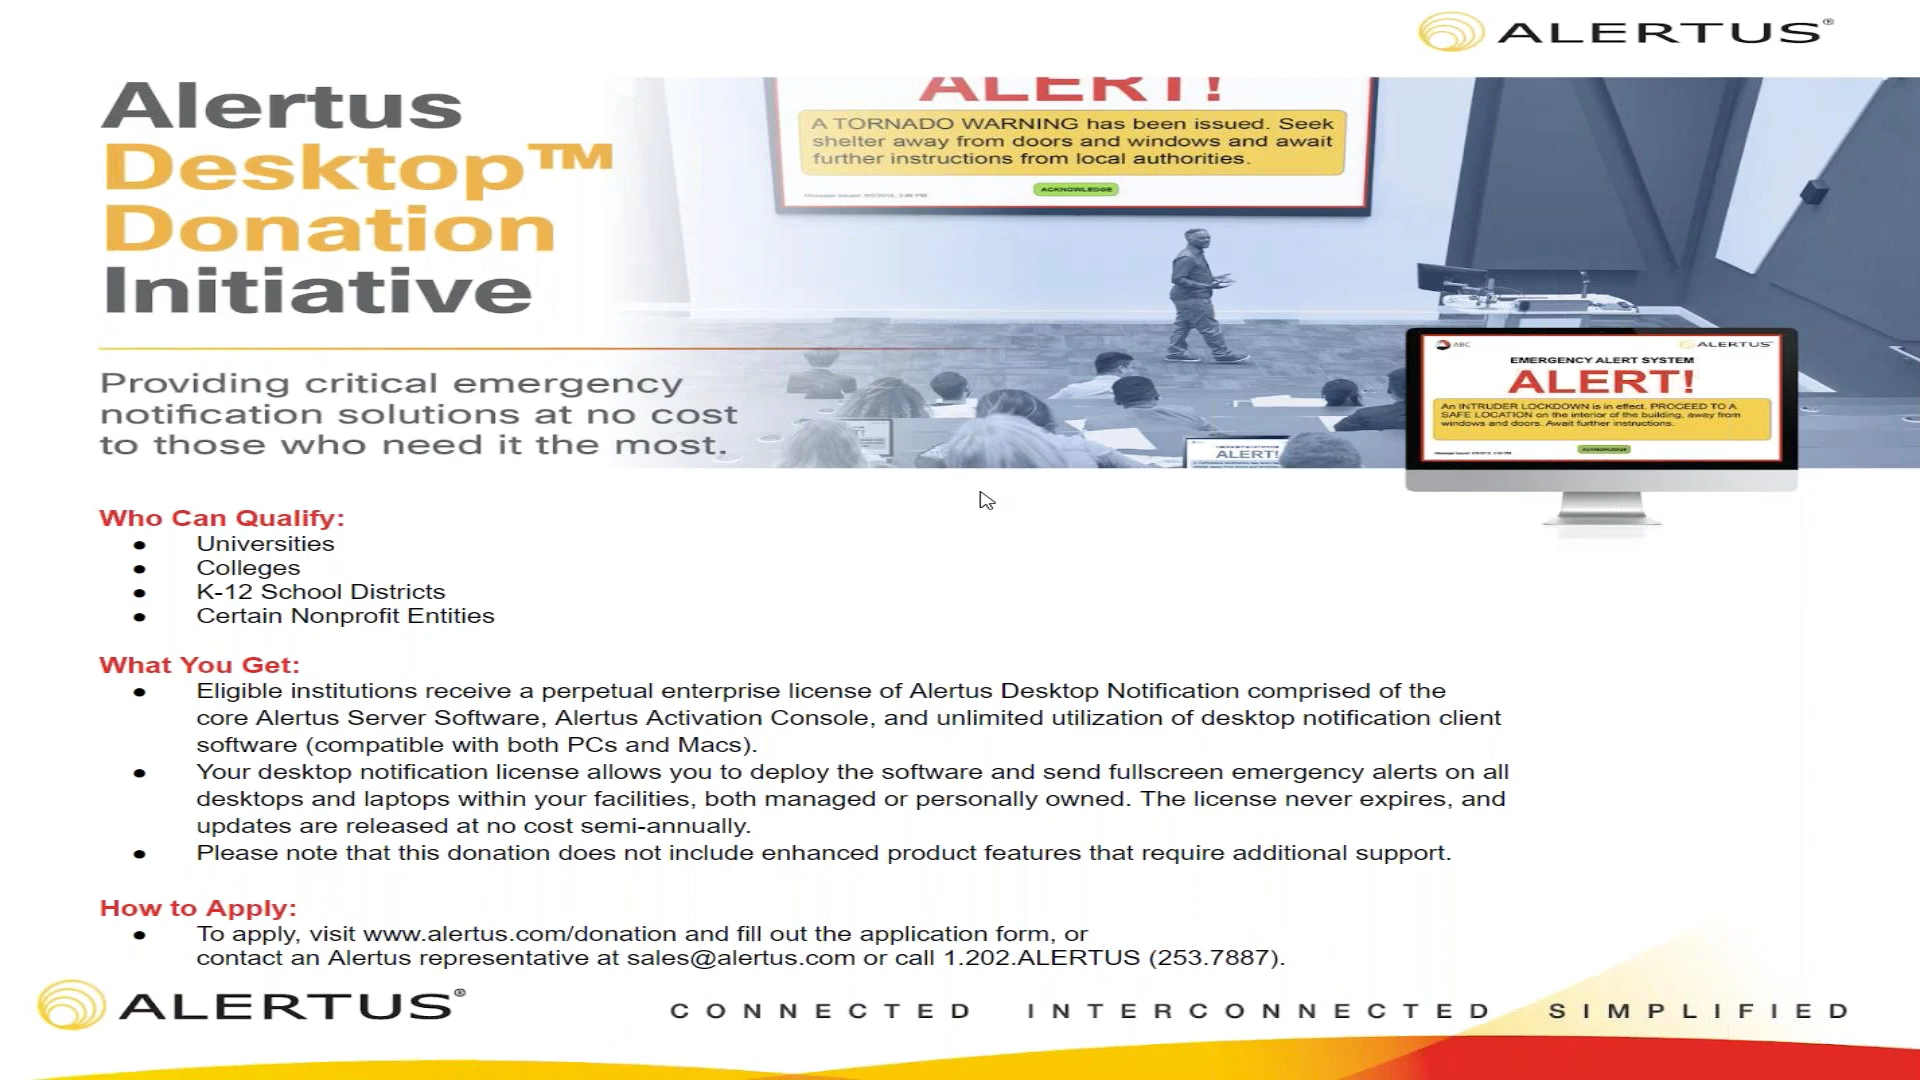 ALERTUS®
Alertus
Desktop™
Donation
Initiative
Providing critical emergency
notification solutions at no cost
to those who need it the most.
ALERT!
A TORNADO WARNING has been issued. Seek
shelter away from doors and windows and await
further instructions from local authorities.
ACKNOWLEDGE
ABC
ALERTUS
EMERGENCY ALERT SYSTEM
ALERT!
An INTRUDER LOCKDOWN is in effect. PROCEED TO A
SAFE LOCATION on the interior of the building, away from
windows and doors. Await further instructions.
ACKNOWLEDGE
ALERT!
Who Can Qualify:
● Universities
● Colleges
● K-12 School Districts
● Certain Nonprofit Entities
What You Get:
● Eligible institutions receive a perpetual enterprise license of Alertus Desktop Notification comprised of the
core Alertus Server Software, Alertus Activation Console, and unlimited utilization of desktop notification client
software (compatible with both PCs and Macs).
● Your desktop notification license allows you to deploy the software and send fullscreen emergency alerts on all
desktops and laptops within your facilities, both managed or personally owned. The license never expires, and
updates are released at no cost semi-annually.
● Please note that this donation does not include enhanced product features that require additional support.
How to Apply:
● To apply, visit www.alertus.com/donation and fill out the application form, or
contact an Alertus representative at sales@alertus.com or call 1.202.ALERTUS (253.7887).
ALERTUS®
CONNECTED INTERCONNECTED SIMPLIFIED